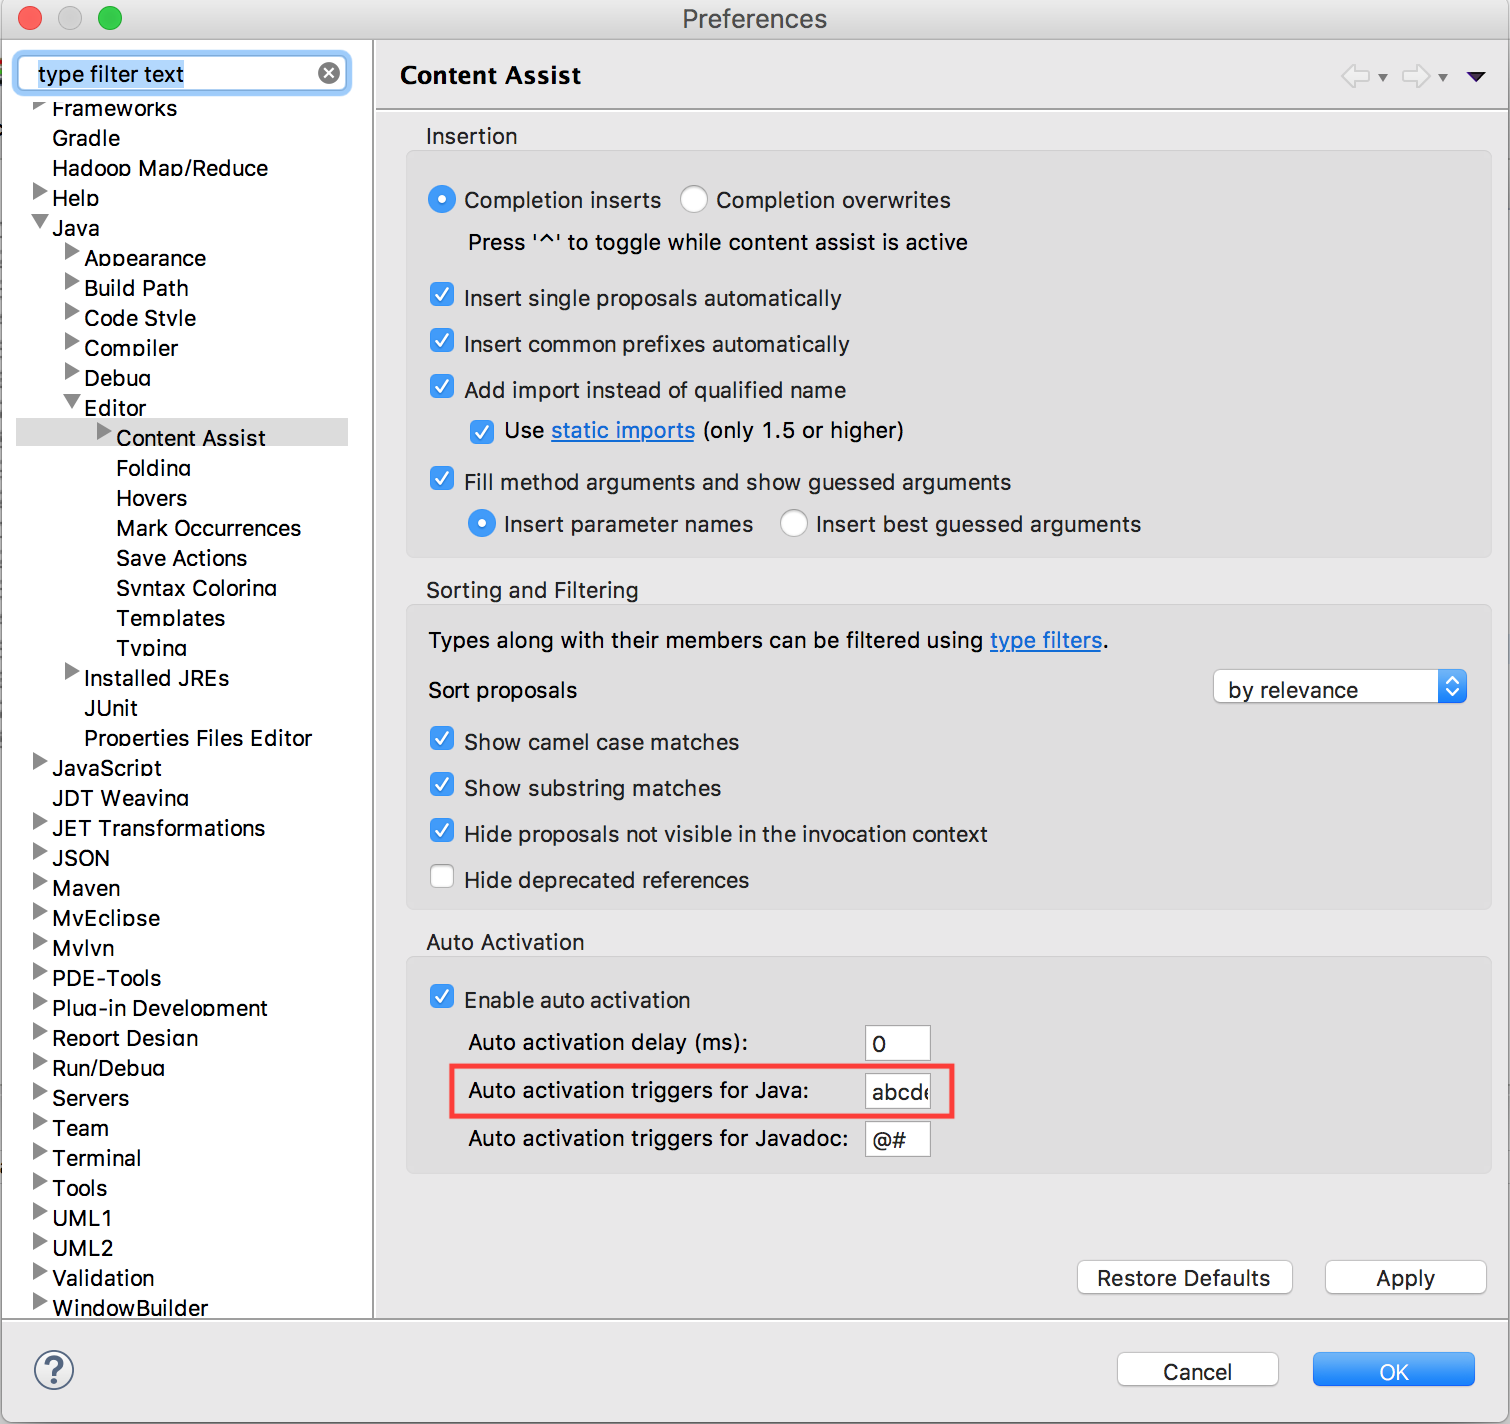 Preferences
type filter text
Frameworks
Gradle
Hadoop Map/Reduce
Help
Java
Appearance
Build Path
Code Style
Compiler
Debug
Editor
Content Assist
Folding
Hovers
Mark Occurrences
Save Actions
Syntax Coloring
Templates
Typing
Installed JREs
JUnit
Properties Files Editor
JavaScript
JDT Weaving
JET Transformations
JSON
Maven
MyEclipse
Mylyn
PDE-Tools
Plug-in Development
Report Design
Run/Debug
Servers
Team
Terminal
Tools
UML1
UML2
Validation
WindowBuilder
Content Assist
Insertion
Completion inserts Completion overwrites
Press '^' to toggle while content assist is active
Insert single proposals automatically
Insert common prefixes automatically
Add import instead of qualified name
Use static imports (only 1.5 or higher)
Fill method arguments and show guessed arguments
Insert parameter names Insert best guessed arguments
Sorting and Filtering
Types along with their members can be filtered using type filters.
Sort proposals by relevance
Show camel case matches
Show substring matches
Hide proposals not visible in the invocation context
Hide deprecated references
Auto Activation
Enable auto activation
Auto activation delay (ms): 0
Auto activation triggers for Java: abcde
Auto activation triggers for Javadoc: @#
Restore Defaults Apply
? Cancel OK